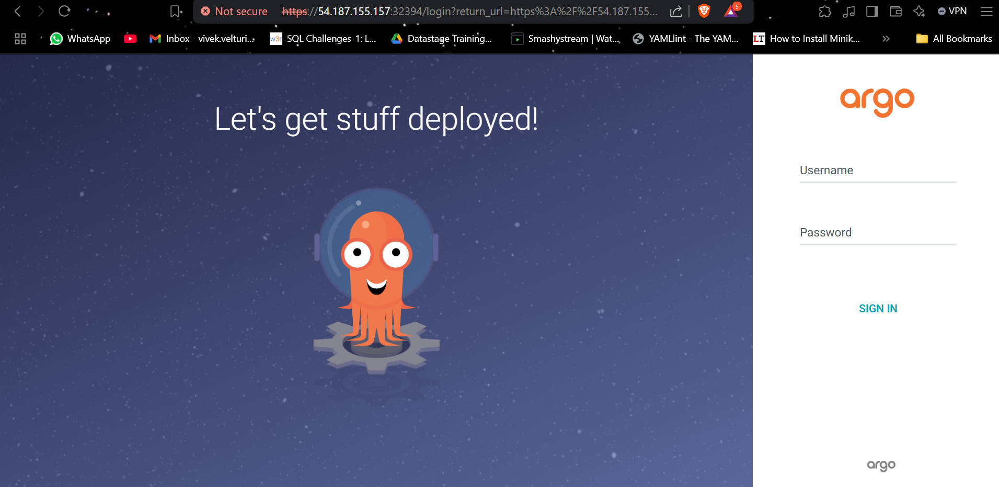 Not secure https://54.187.155.157:32394/login?return_url=https%3A%2F%2F54.187.155... 5 VPN
WhatsApp Inbox - vivek.velturi... w3r SQL Challenges-1: L... Datastage Training... Smashystream | Wat... YAMLlint - The YAM... LT How to Install Minik... » All Bookmarks
argo
Let's get stuff deployed!
Username
Password
SIGN IN
argo